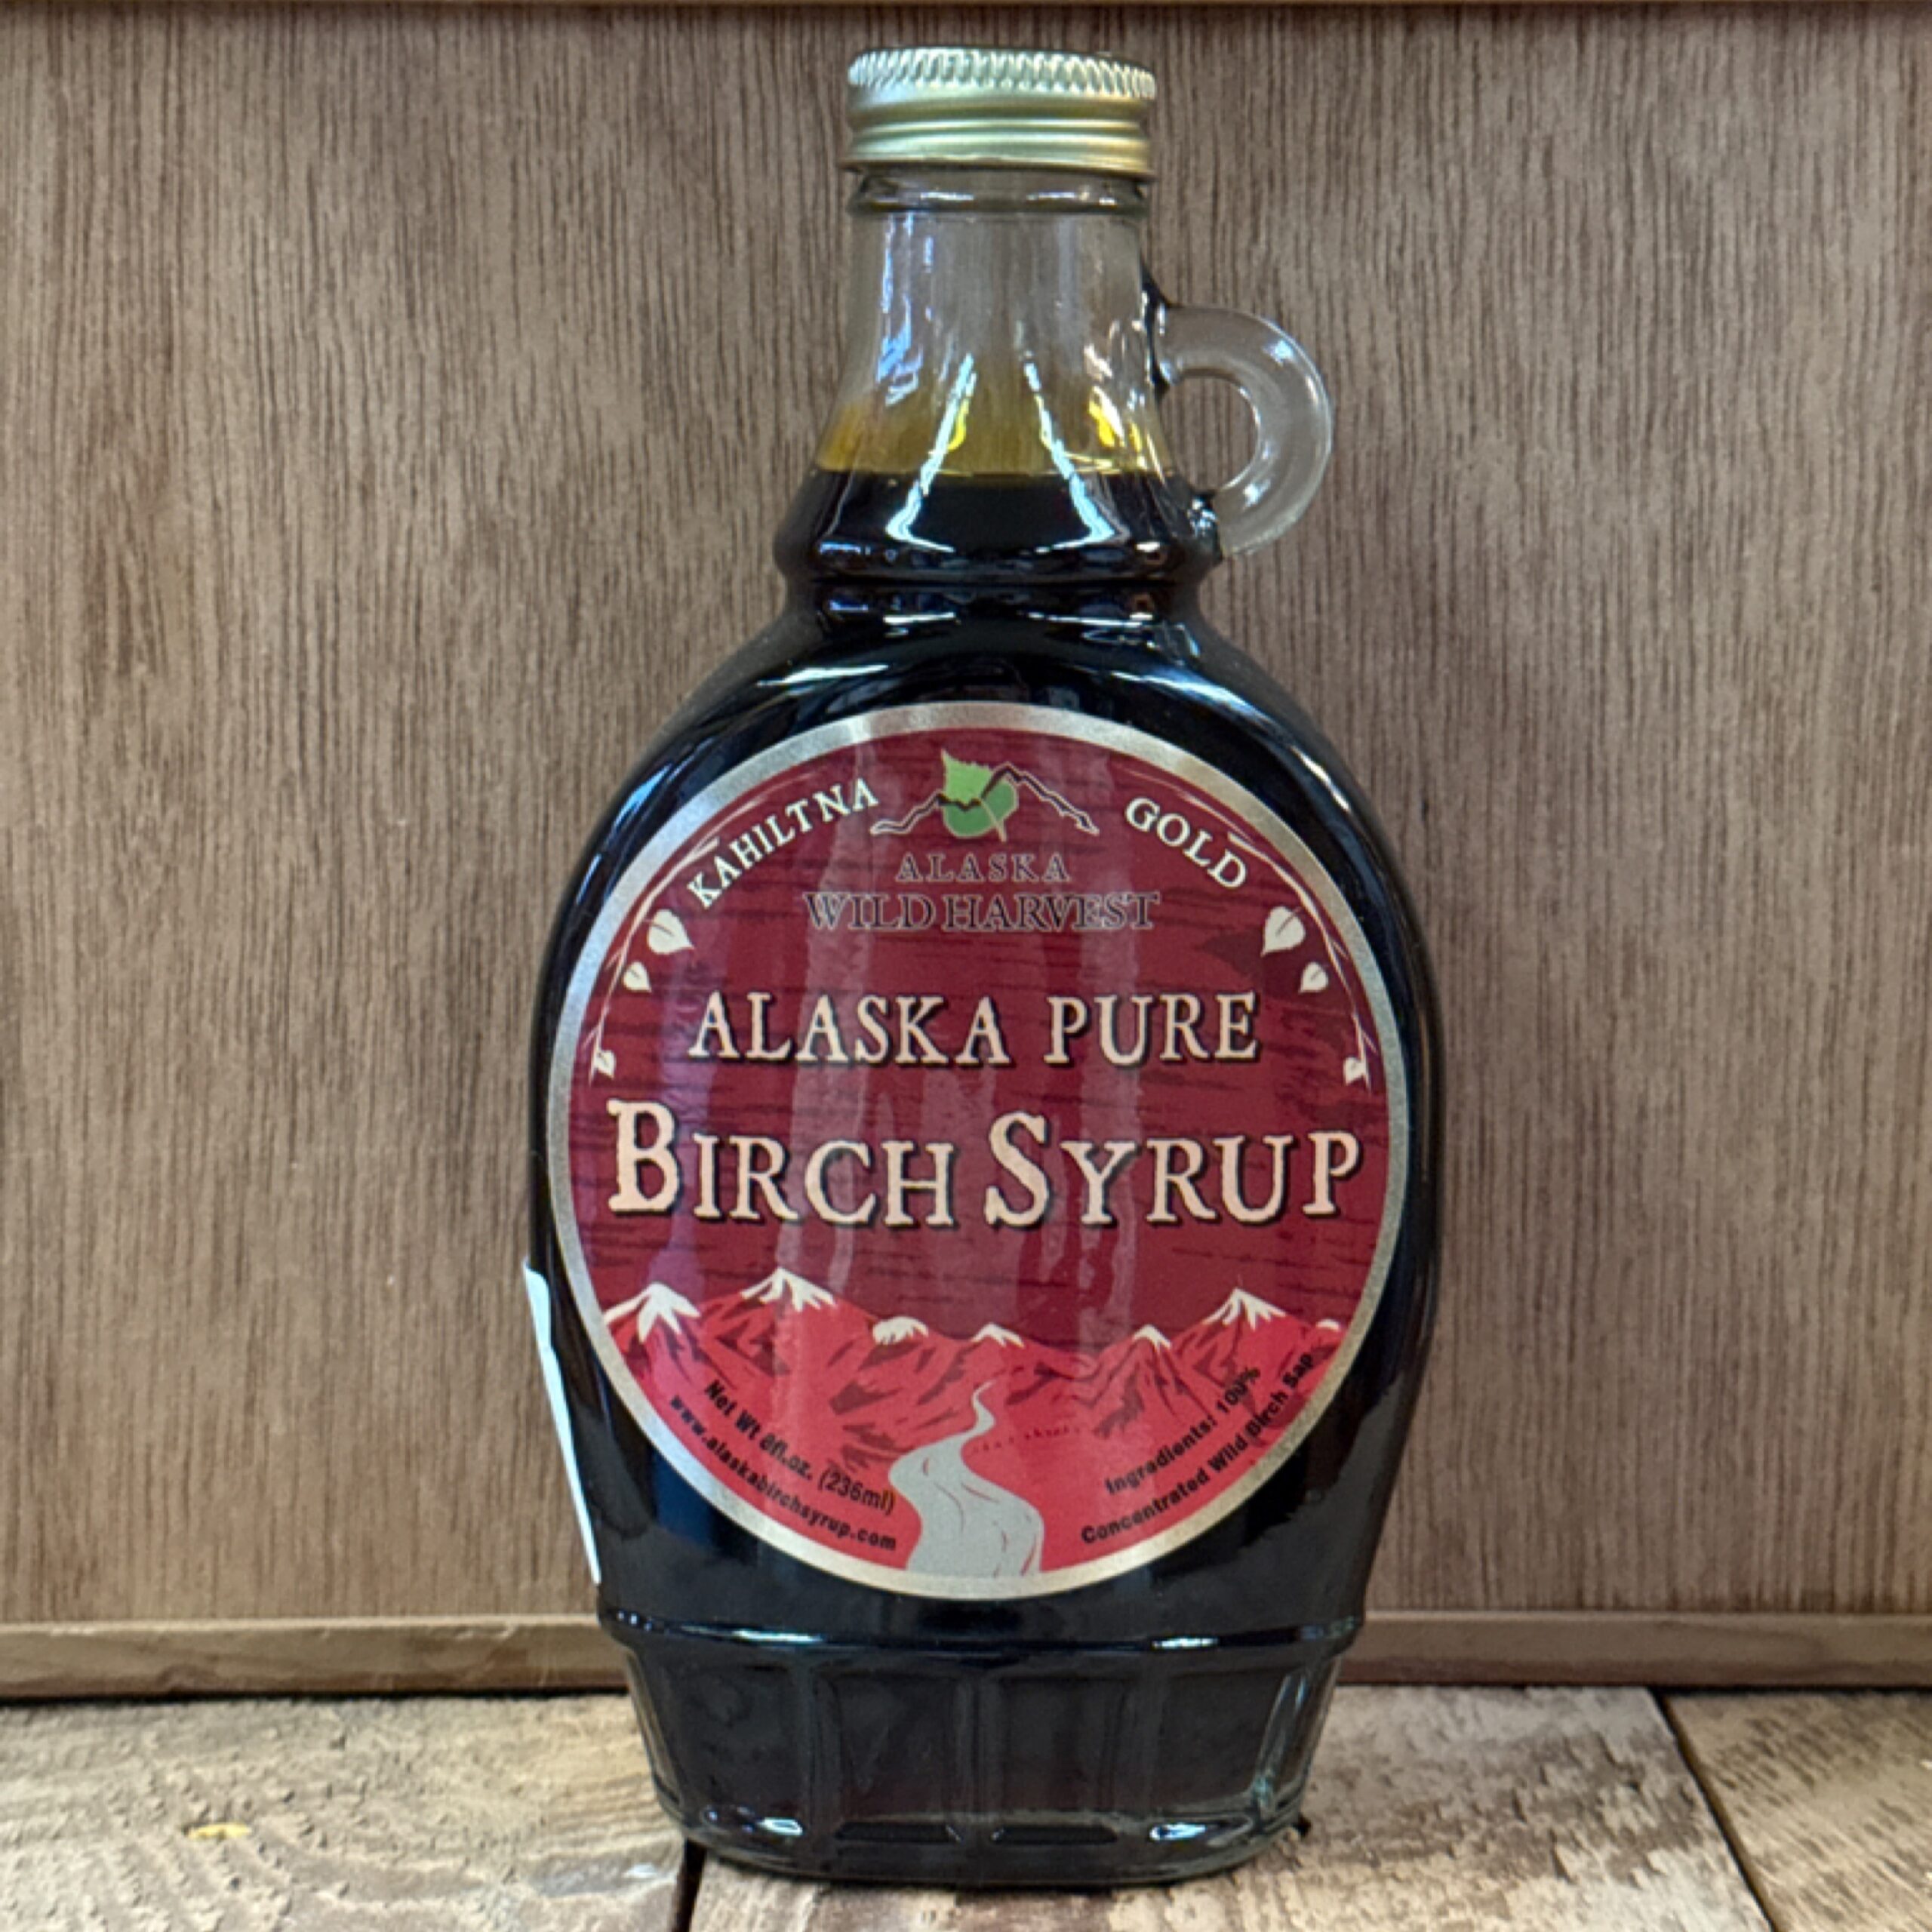 KAHILTNA GOLD
ALASKA
WILD HARVEST
ALASKA PURE
BIRCH SYRUP
Net Wt 8fl.oz. (236ml)
www.alaskabirchsyrup.com
Ingredients: 100%
Concentrated Wild Birch Sap